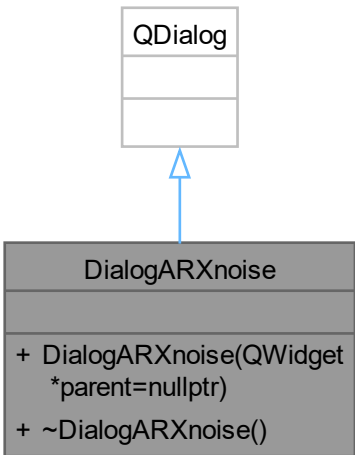 QDialog
DialogARXnoise
+ DialogARXnoise(QWidget
*parent=nullptr)
+ ~DialogARXnoise()